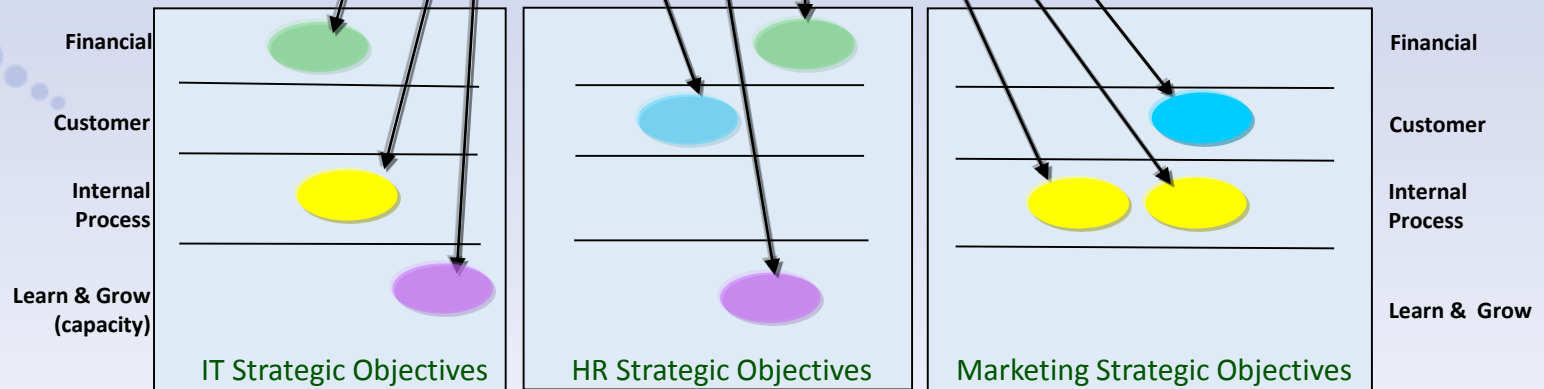 Financial
Customer
Internal
Process
Learn & Grow
(capacity)
IT Strategic Objectives
HR Strategic Objectives
Marketing Strategic Objectives
Financial
Customer
Internal
Process
Learn & Grow